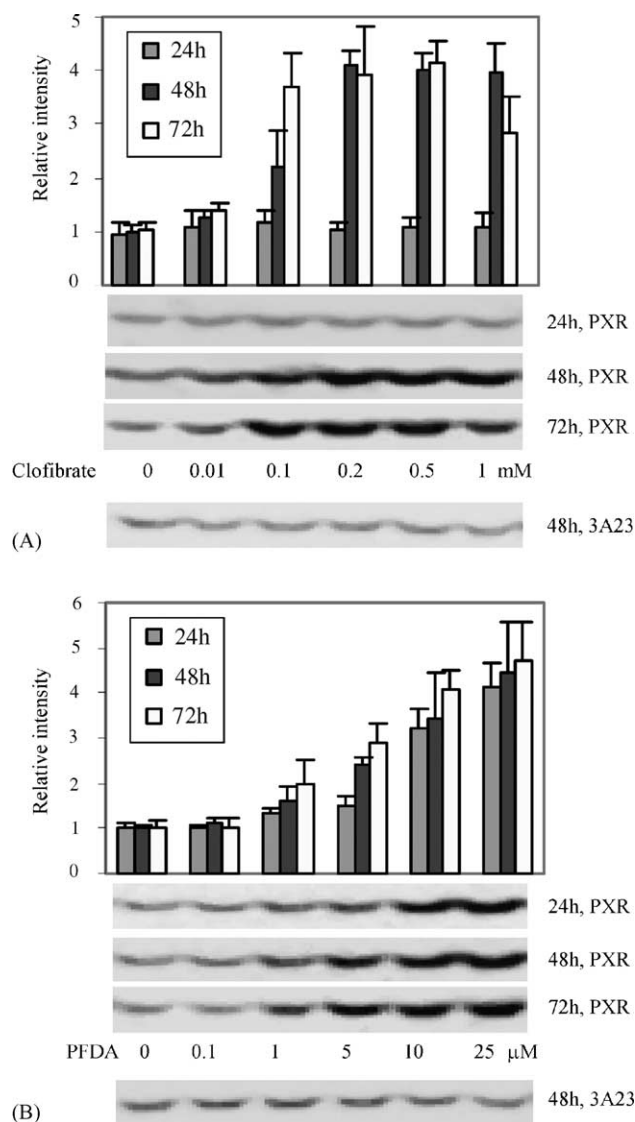 5
4
3
2
1
0
Relative intensity
24h
48h
72h
24h, PXR
48h, PXR
72h, PXR
Clofibrate 0 0.01 0.1 0.2 0.5 1 mM
48h, 3A23
(A)
6
5
4
3
2
1
0
Relative intensity
24h
48h
72h
24h, PXR
48h, PXR
72h, PXR
PFDA 0 0.1 1 5 10 25 μM
48h, 3A23
(B)